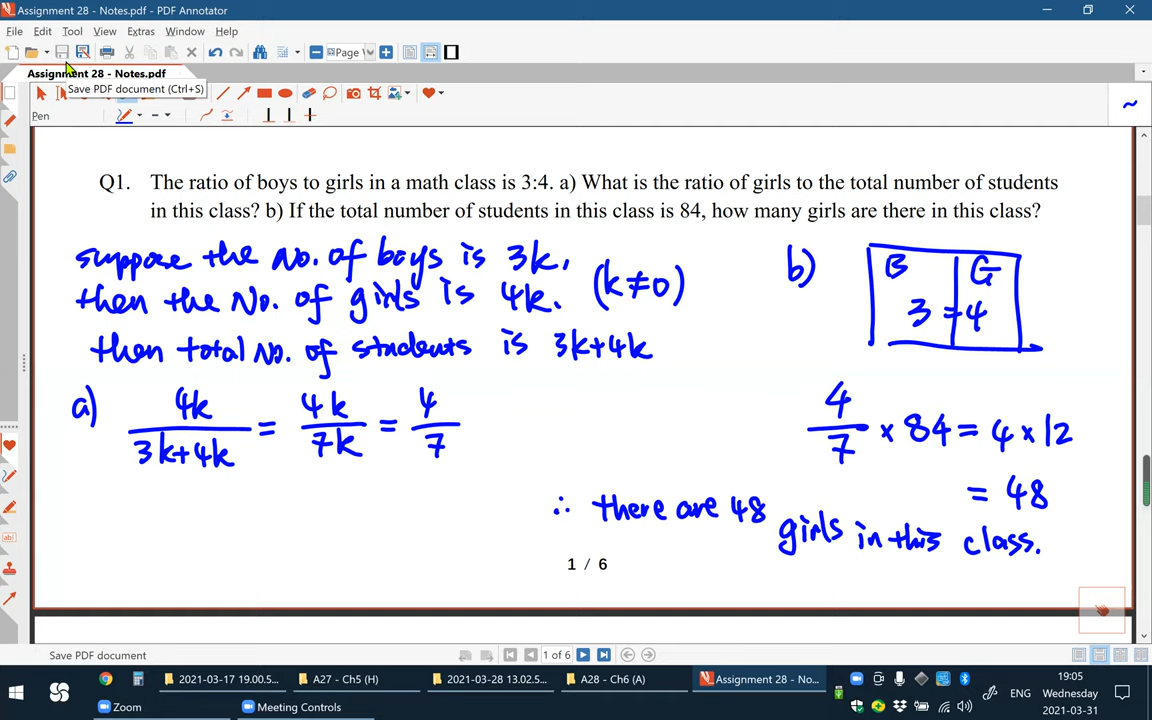 Assignment 28 - Notes.pdf - PDF Annotator
File Edit Tool View Extras Window Help
Page V
Assignment 28 - Notes.pdf
Save PDF document (Ctrl+S)
Pen
Q1. The ratio of boys to girls in a math class is 3:4. a) What is the ratio of girls to the total number of students
in this class? b) If the total number of students in this class is 84, how many girls are there in this class?
suppose the No. of boys is 3k,
then the No. of girls is 4k. (k≠0)
then total No. of students is 3k+4k
a) 4k/(3k+4k) = 4k/7k = 4/7
b) B G
3 = 4
4/7 × 84 = 4 × 12
= 48
∴ there are 48 girls in this class.
1 / 6
Save PDF document
1 of 6
2021-03-17 19.00.5...
A27 - Ch5 (H)
2021-03-28 13.02.5...
A28 - Ch6 (A)
Assignment 28 - No...
Zoom
Meeting Controls
ENG
19:05
Wednesday
2021-03-31